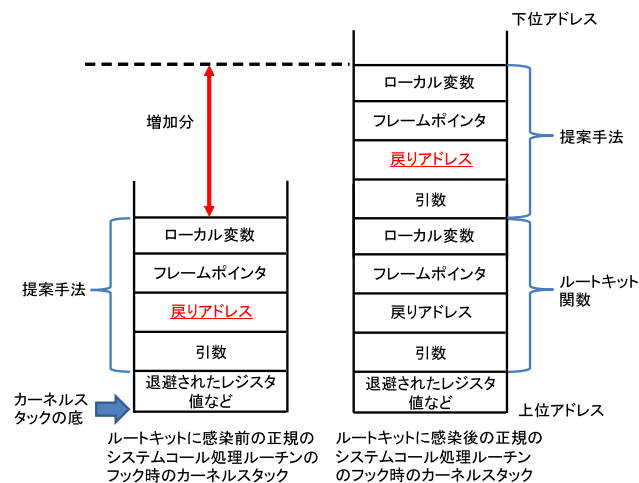 下位アドレス
ローカル変数
フレームポインタ
戻りアドレス
引数
提案手法
増加分
ローカル変数
フレームポインタ
戻りアドレス
引数
ルートキット
関数
ローカル変数
フレームポインタ
戻りアドレス
引数
提案手法
退避されたレジスタ
値など
退避されたレジスタ
値など
カーネルス
タックの底
上位アドレス
ルートキットに感染前の正規の
システムコール処理ルーチンの
フック時のカーネルスタック
ルートキットに感染後の正規の
システムコール処理ルーチン
のフック時のカーネルスタック